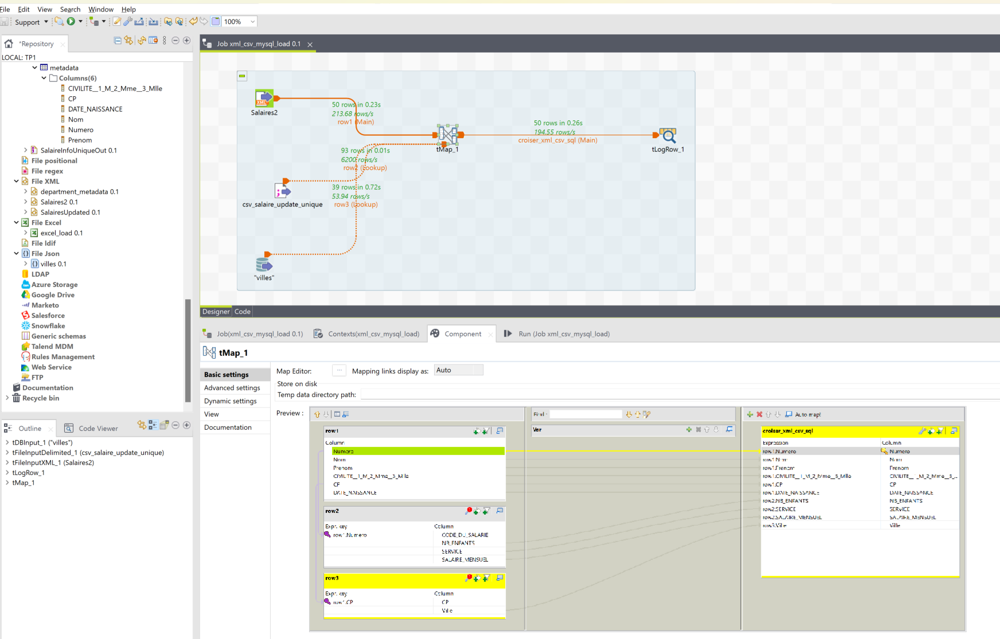 File Edit View Search Window Help
Support 100%
*Repository
LOCAL: TP1
metadata
Columns(6)
CIVILITE__1_M_2_Mme__3_Mlle
CP
DATE_NAISSANCE
Nom
Numero
Prenom
SalaireInfoUniqueOut 0.1
File positional
File regex
File XML
department_metadata 0.1
Salaires2 0.1
SalairesUpdated 0.1
File Excel
excel_load 0.1
File ldif
File Json
villes 0.1
LDAP
Azure Storage
Google Drive
Marketo
Salesforce
Snowflake
Generic schemas
Talend MDM
Rules Management
Web Service
FTP
Documentation
Recycle bin
Outline Code Viewer
tDBInput_1 ("villes")
tFileInputDelimited_1 (csv_salaire_update_unique)
tFileInputXML_1 (Salaires2)
tLogRow_1
tMap_1
Job xml_csv_mysql_load 0.1
XML
Salaires2
50 rows in 0.23s
213.68 rows/s
row1 (Main)
50 rows in 0.26s
194.55 rows/s
croiser_xml_csv_sql (Main)
tMap_1
tLogRow_1
93 rows in 0.01s
6200 rows/s
row2 (Lookup)
csv_salaire_update_unique
39 rows in 0.72s
53.94 rows/s
row3 (Lookup)
"villes"
Designer Code
Job(xml_csv_mysql_load 0.1) Contexts(xml_csv_mysql_load) Component Run (Job xml_csv_mysql_load)
tMap_1
Basic settings
Advanced settings
Dynamic settings
View
Documentation
Map Editor: ... Mapping links display as: Auto
Store on disk
Temp data directory path:
Preview :
row1
Column
Numero
Nom
Prenom
CIVILITE__1_M_2_Mme__3_Mlle
CP
DATE_NAISSANCE
row2
Expr. key Column
row1.Numero CODE_DU_SALARIE
NB_ENFANTS
SERVICE
SALAIRE_MENSUEL
row3
Expr. key Column
row1.CP CP
Ville
Find :
Var
Auto map!
croiser_xml_csv_sql
Expression Column
row1.Numero Numero
row1.Nom Nom
row1.Prenom Prenom
row1.CIVILITE__1_M_2_Mme__3_Mlle CIVILITE__1_M_2_Mme__3_...
row1.CP CP
row1.DATE_NAISSANCE DATE_NAISSANCE
row2.NB_ENFANTS NB_ENFANTS
row2.SERVICE SERVICE
row2.SALAIRE_MENSUEL SALAIRE_MENSUEL
row3.Ville Ville